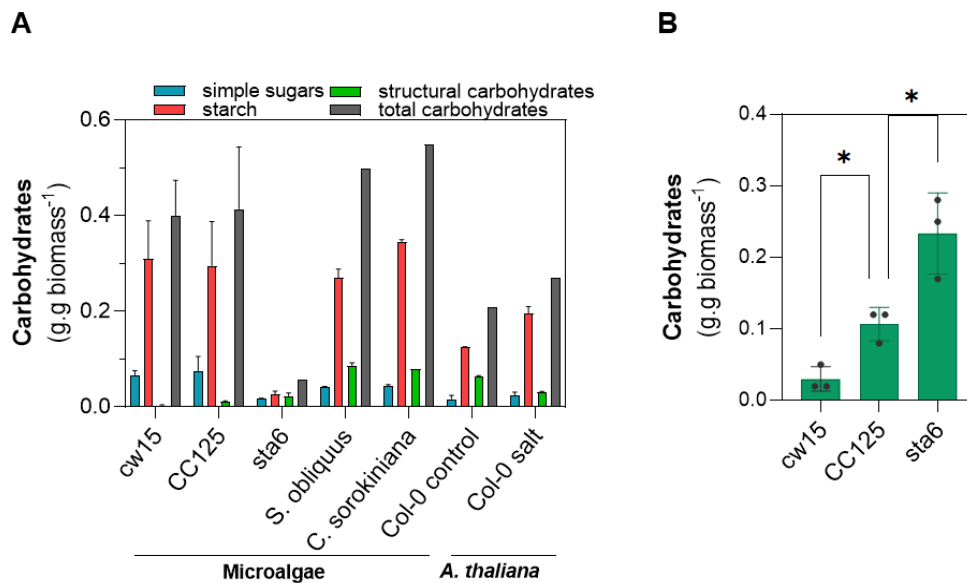 A
simple sugars
structural carbohydrates
starch
total carbohydrates
Carbohydrates
(g.g biomass⁻¹)
0.6
0.4
0.2
0.0
cw15
CC125
sta6
S. obliquus
C. sorokiniana
Col-0 control
Col-0 salt
Microalgae
A. thaliana
B
Carbohydrates
(g.g biomass⁻¹)
0.4
0.3
0.2
0.1
0.0
*
*
cw15
CC125
sta6